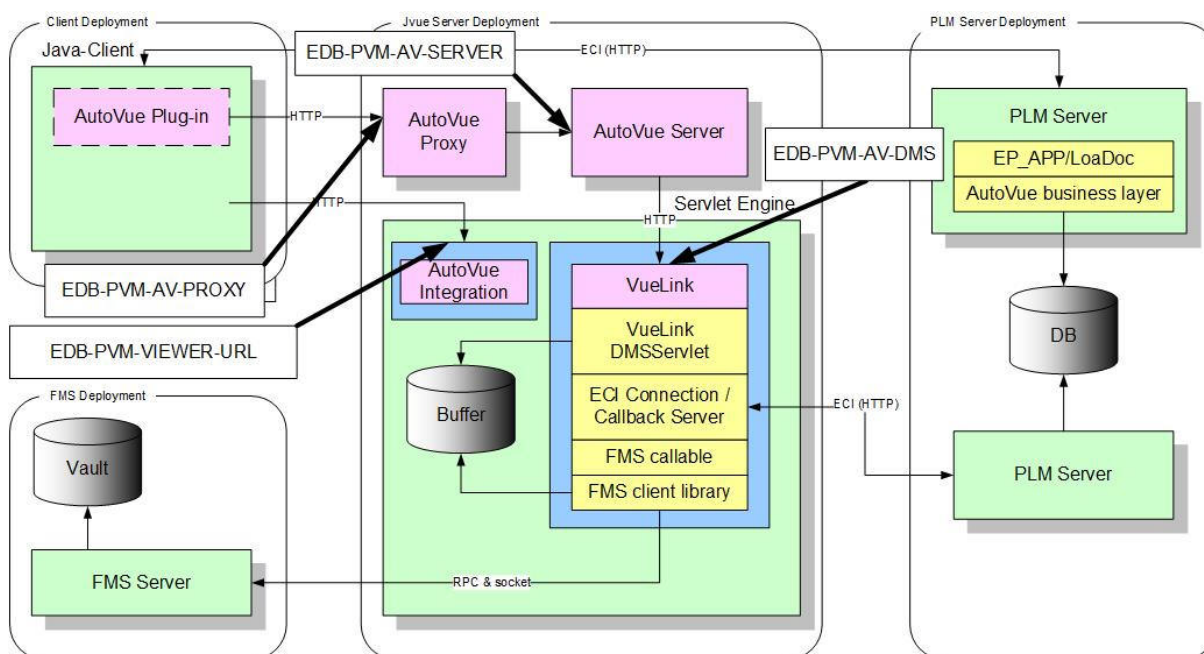 Client Deployment
Jvue Server Deployment
PLM Server Deployment
Java-Client
EDB-PVM-AV-SERVER
ECI (HTTP)
AutoVue Plug-in
HTTP
AutoVue
Proxy
AutoVue Server
EDB-PVM-AV-DMS
PLM Server
EP_APP/LoaDoc
AutoVue business layer
HTTP
HTTP
Servlet Engine
AutoVue
Integration
VueLink
EDB-PVM-AV-PROXY
EDB-PVM-VIEWER-URL
VueLink
DMSServlet
DB
FMS Deployment
Buffer
ECI Connection /
Callback Server
ECI (HTTP)
Vault
FMS callable
FMS client library
PLM Server
FMS Server
RPC & socket